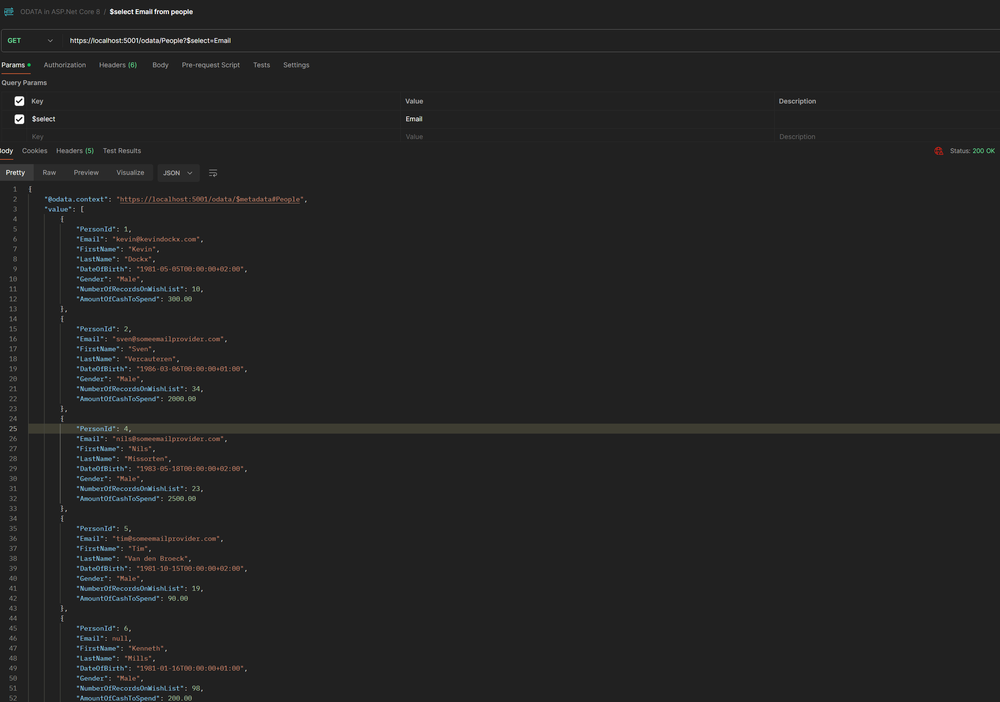 HTTP ODATA in ASP.Net Core 8 / $select Email from people
GET https://localhost:5001/odata/People?$select=Email
Params Authorization Headers (6) Body Pre-request Script Tests Settings
Query Params
Key Value Description
$select Email
Key Value Description
Body Cookies Headers (5) Test Results Status: 200 OK
Pretty Raw Preview Visualize JSON
1 {
2 "@odata.context": "https://localhost:5001/odata/$metadata#People",
3 "value": [
4 {
5 "PersonId": 1,
6 "Email": "kevin@kevindockx.com",
7 "FirstName": "Kevin",
8 "LastName": "Dockx",
9 "DateOfBirth": "1981-05-05T00:00:00+02:00",
10 "Gender": "Male",
11 "NumberOfRecordsOnWishList": 10,
12 "AmountOfCashToSpend": 300.00
13 },
14 {
15 "PersonId": 2,
16 "Email": "sven@someemailprovider.com",
17 "FirstName": "Sven",
18 "LastName": "Vercauteren",
19 "DateOfBirth": "1986-03-06T00:00:00+01:00",
20 "Gender": "Male",
21 "NumberOfRecordsOnWishList": 34,
22 "AmountOfCashToSpend": 2000.00
23 },
24 {
25 "PersonId": 4,
26 "Email": "nils@someemailprovider.com",
27 "FirstName": "Nils",
28 "LastName": "Missorten",
29 "DateOfBirth": "1983-05-18T00:00:00+02:00",
30 "Gender": "Male",
31 "NumberOfRecordsOnWishList": 23,
32 "AmountOfCashToSpend": 2500.00
33 },
34 {
35 "PersonId": 5,
36 "Email": "tim@someemailprovider.com",
37 "FirstName": "Tim",
38 "LastName": "Van den Broeck",
39 "DateOfBirth": "1981-10-15T00:00:00+02:00",
40 "Gender": "Male",
41 "NumberOfRecordsOnWishList": 19,
42 "AmountOfCashToSpend": 90.00
43 },
44 {
45 "PersonId": 6,
46 "Email": null,
47 "FirstName": "Kenneth",
48 "LastName": "Mills",
49 "DateOfBirth": "1981-01-16T00:00:00+01:00",
50 "Gender": "Male",
51 "NumberOfRecordsOnWishList": 98,
52 "AmountOfCashToSpend": 200.00